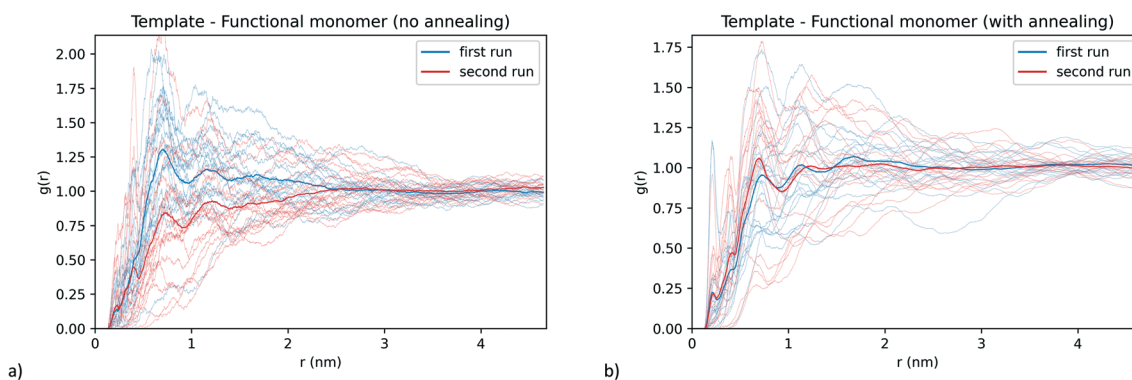 Template - Functional monomer (no annealing)
2.00
1.75
1.50
1.25
1.00
0.75
0.50
0.25
0.00
g(r)
first run
second run
0 1 2 3 4
r (nm)
a)
Template - Functional monomer (with annealing)
1.75
1.50
1.25
1.00
0.75
0.50
0.25
0.00
g(r)
first run
second run
0 1 2 3 4
r (nm)
b)